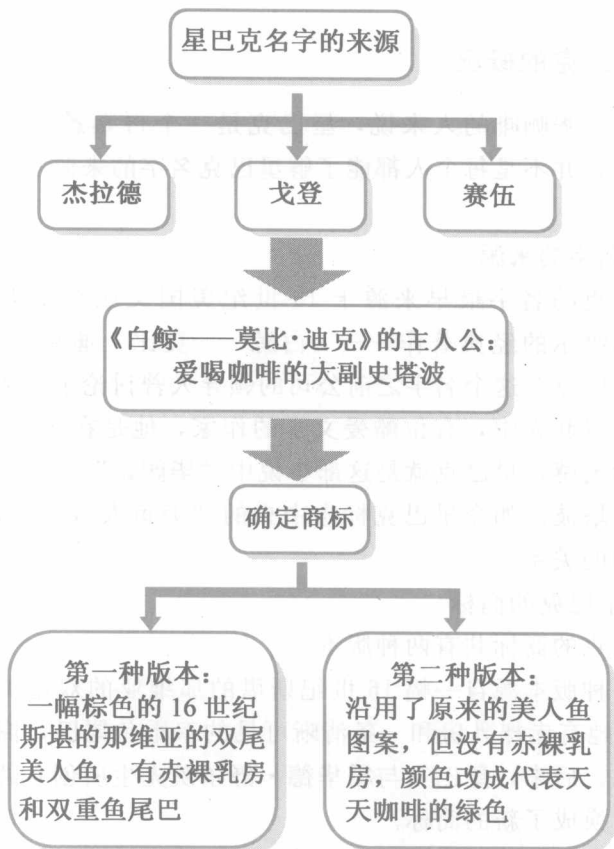 星巴克名字的来源
杰拉德
戈登
赛伍
《白鲸——莫比·迪克》的主人公：
爱喝咖啡的大副史塔波
确定商标
第一种版本：
一幅棕色的 16 世纪
斯堪的那维亚的双尾
美人鱼，有赤裸乳房
和双重鱼尾巴
第二种版本：
沿用了原来的美人鱼
图案，但没有赤裸乳
房，颜色改成代表天
天咖啡的绿色